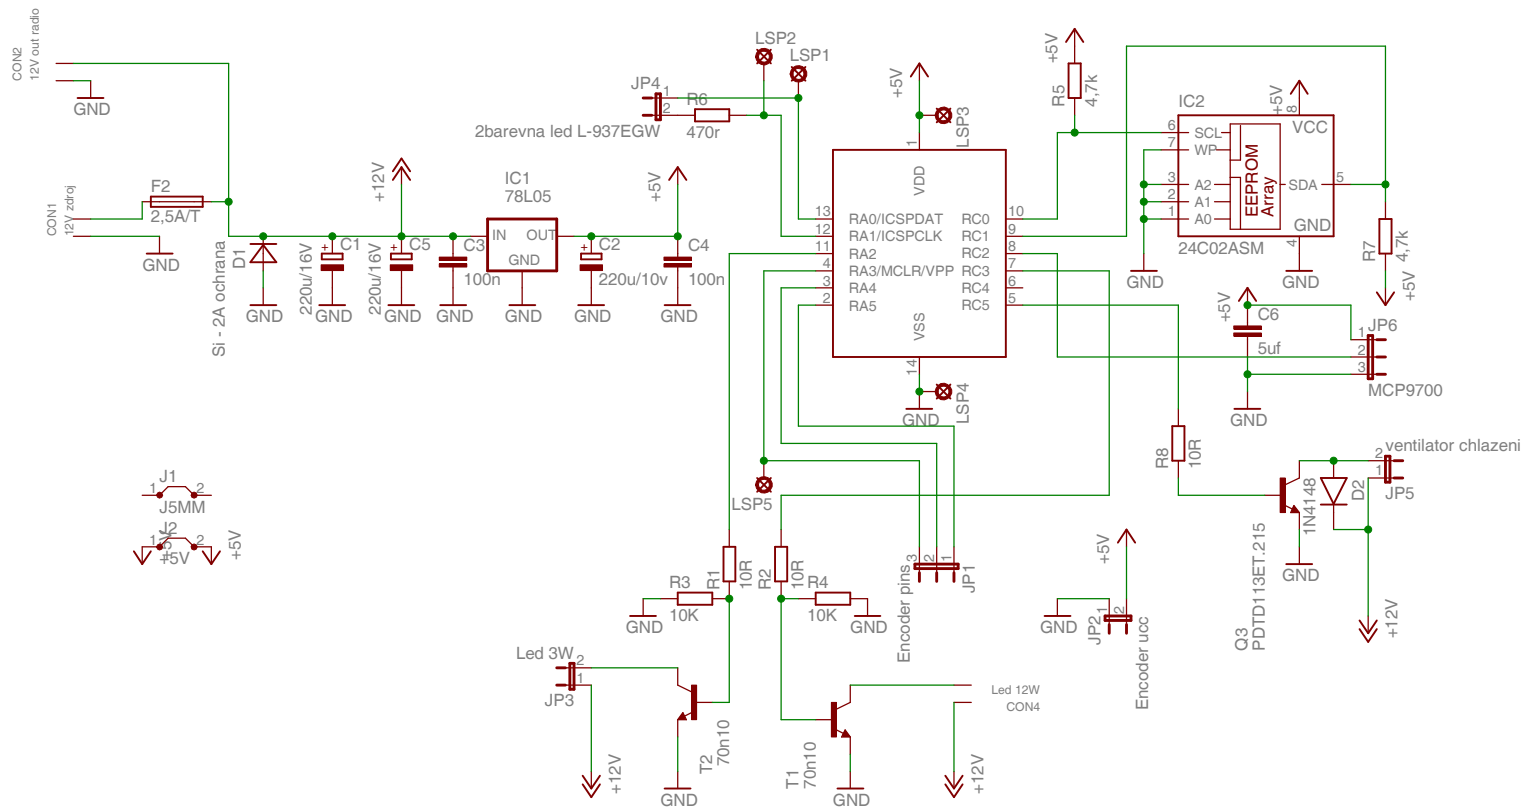 CON2
12V out radio
GND
CON1
12V zdroj
F2
2,5A/T
GND
Si - 2A ochrana
D1
GND
220u/16V
+
C1
GND
+12V
220u/16V
+
C5
GND
C3
100n
GND
IC1
78L05
IN
OUT
GND
GND
+
C2
220u/10v
GND
+5V
C4
100n
GND
LSP2
LSP1
JP4
1
2
R6
470r
2barevna led L-937EGW
+5V
LSP3
1
VDD
13
RA0/ICSPDAT
RC0
10
12
RA1/ICSPCLK
RC1
9
11
RA2
RC2
8
4
RA3/MCLR/VPP
RC3
7
3
RA4
RC4
6
2
RA5
RC5
5
VSS
14
LSP4
GND
+5V
R5
4,7k
IC2
+5V
8
VCC
6
SCL
7
WP
3
A2
2
A1
1
A0
EEPROM
Array
SDA
5
GND
24C02ASM
4
GND
GND
R7
4,7k
+5V
+5V
C6
5uf
GND
JP6
1
2
3
MCP9700
R8
10R
ventilator chlazeni
2
1
JP5
1N4148
D2
Q3
PDTD113ET.215
GND
+12V
J1
1
2
J5MM
J2
1
2
+5V
+5V
+5V
LSP5
R1
10R
R3
10K
GND
R2
10R
R4
10K
GND
Encoder pins
3
2
1
JP1
+5V
GND
JP2
1
2
Encoder ucc
Led 3W
2
1
JP3
+12V
T2
70n10
GND
T1
70n10
GND
Led 12W
CON4
+12V